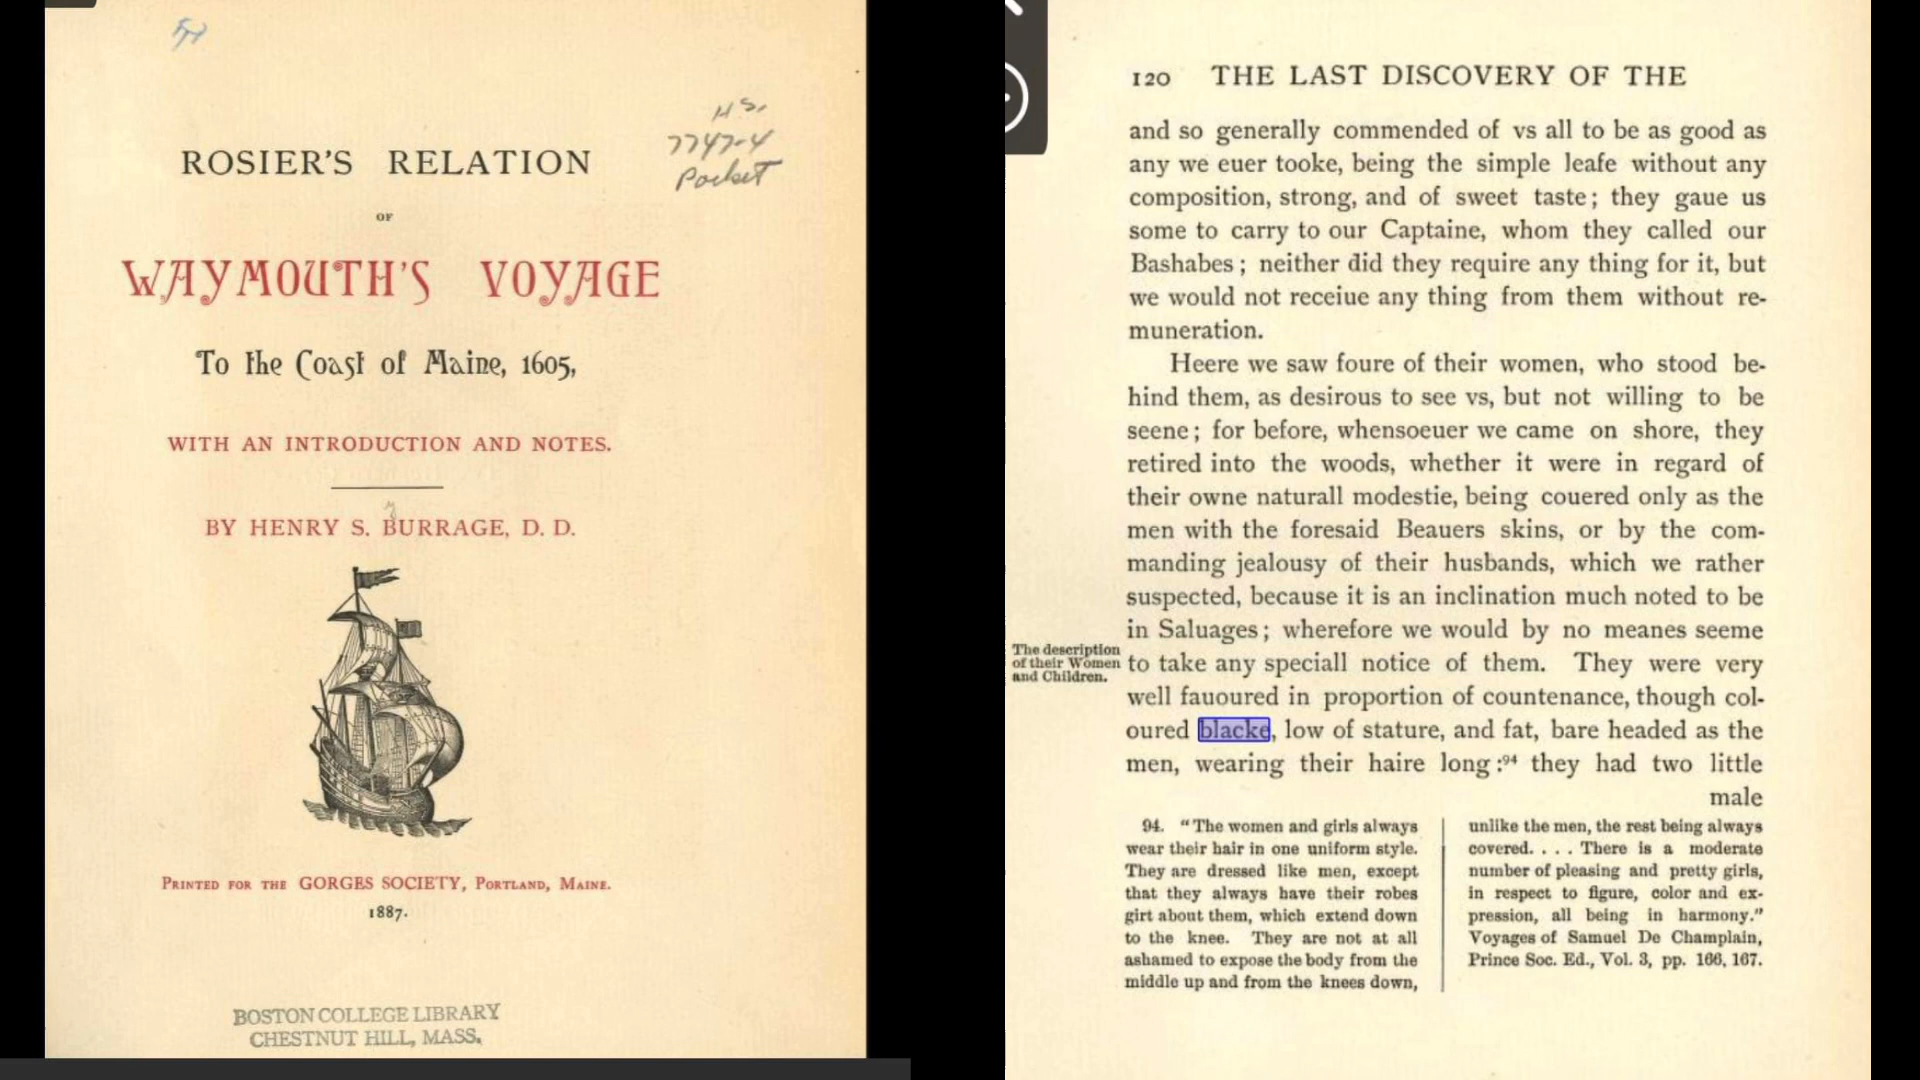 H S.
7747-4
Pocket
ROSIER'S RELATION
OF
WAYMOUTH'S VOYAGE
To the Coast of Maine, 1605,
WITH AN INTRODUCTION AND NOTES.
BY HENRY S. BURRAGE, D. D.
PRINTED FOR THE GORGES SOCIETY, PORTLAND, MAINE.
1887.
BOSTON COLLEGE LIBRARY
CHESTNUT HILL, MASS.
120 THE LAST DISCOVERY OF THE
and so generally commended of vs all to be as good as
any we euer tooke, being the simple leafe without any
composition, strong, and of sweet taste; they gaue us
some to carry to our Captaine, whom they called our
Bashabes; neither did they require any thing for it, but
we would not receiue any thing from them without re-
muneration.
Heere we saw foure of their women, who stood be-
hind them, as desirous to see vs, but not willing to be
seene; for before, whensoeuer we came on shore, they
retired into the woods, whether it were in regard of
their owne naturall modestie, being couered only as the
men with the foresaid Beauers skins, or by the com-
manding jealousy of their husbands, which we rather
suspected, because it is an inclination much noted to be
in Saluages; wherefore we would by no meanes seeme
The description
of their Women
and Children.
to take any speciall notice of them. They were very
well fauoured in proportion of countenance, though col-
oured blacke, low of stature, and fat, bare headed as the
men, wearing their haire long:94 they had two little
male
94. "The women and girls always
wear their hair in one uniform style.
They are dressed like men, except
that they always have their robes
girt about them, which extend down
to the knee. They are not at all
ashamed to expose the body from the
middle up and from the knees down,
unlike the men, the rest being always
covered. . . . There is a moderate
number of pleasing and pretty girls,
in respect to figure, color and ex-
pression, all being in harmony."
Voyages of Samuel De Champlain,
Prince Soc. Ed., Vol. 3, pp. 166, 167.